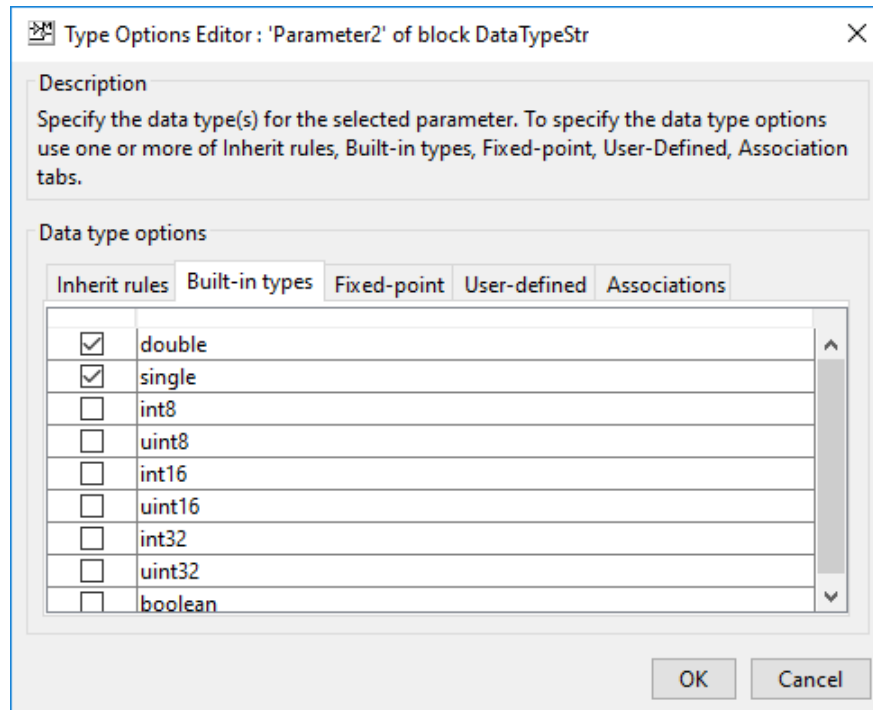 Type Options Editor : 'Parameter2' of block DataTypeStr
Description
Specify the data type(s) for the selected parameter. To specify the data type options
use one or more of Inherit rules, Built-in types, Fixed-point, User-Defined, Association
tabs.
Data type options
Inherit rules Built-in types Fixed-point User-defined Associations
double
single
int8
uint8
int16
uint16
int32
uint32
boolean
OK Cancel